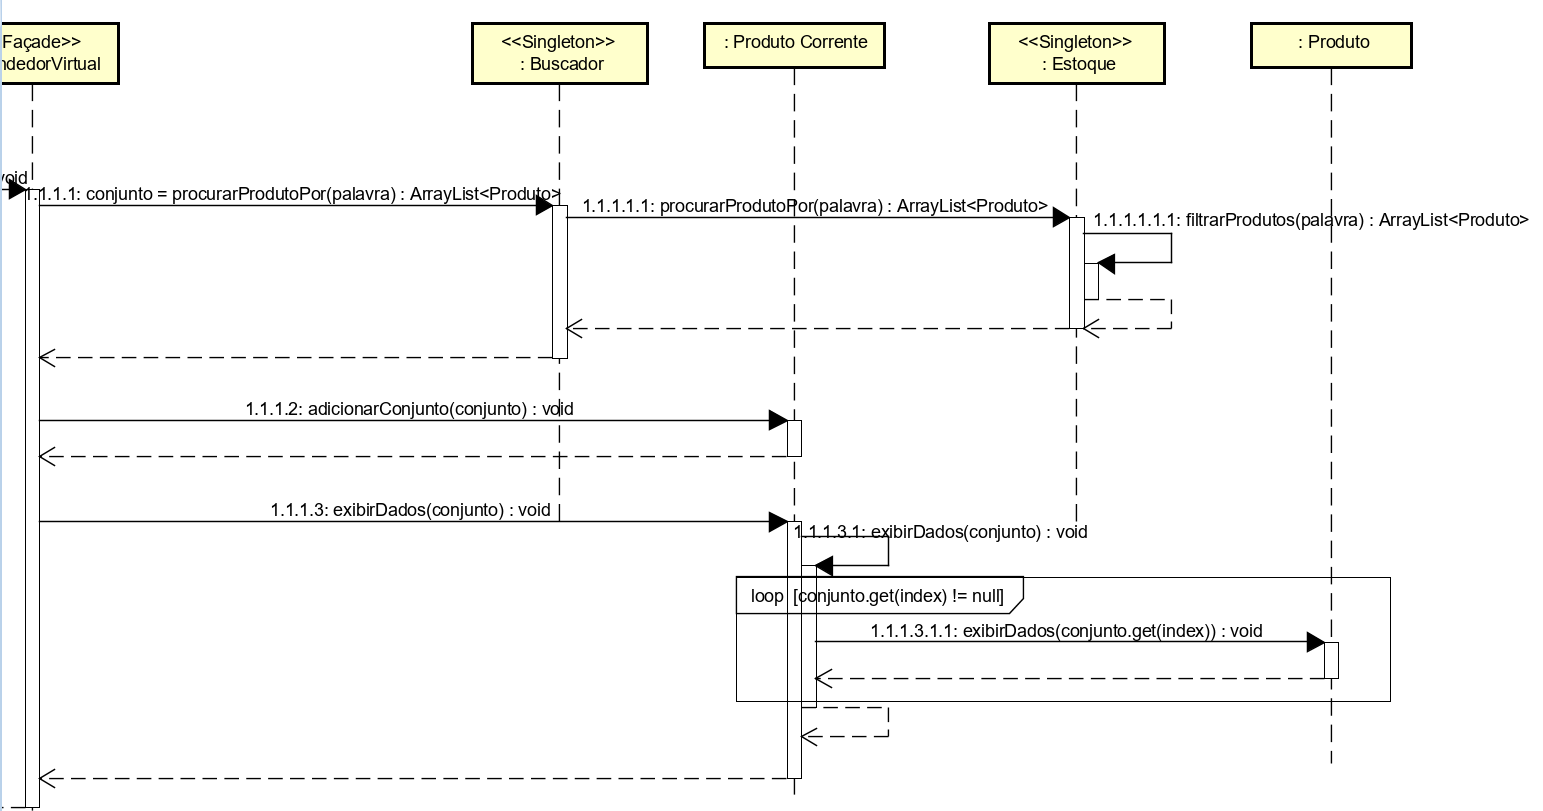 Façade>>
ndedorVirtual
<<Singleton>>
: Buscador
: Produto Corrente
<<Singleton>>
: Estoque
: Produto
void
1.1.1.1: conjunto = procurarProdutoPor(palavra) : ArrayList<Produto>
1.1.1.1.1: procurarProdutoPor(palavra) : ArrayList<Produto>
1.1.1.1.1.1: filtrarProdutos(palavra) : ArrayList<Produto>
1.1.1.2: adicionarConjunto(conjunto) : void
1.1.1.3: exibirDados(conjunto) : void
1.1.1.3.1: exibirDados(conjunto) : void
loop [conjunto.get(index) != null]
1.1.1.3.1.1: exibirDados(conjunto.get(index)) : void